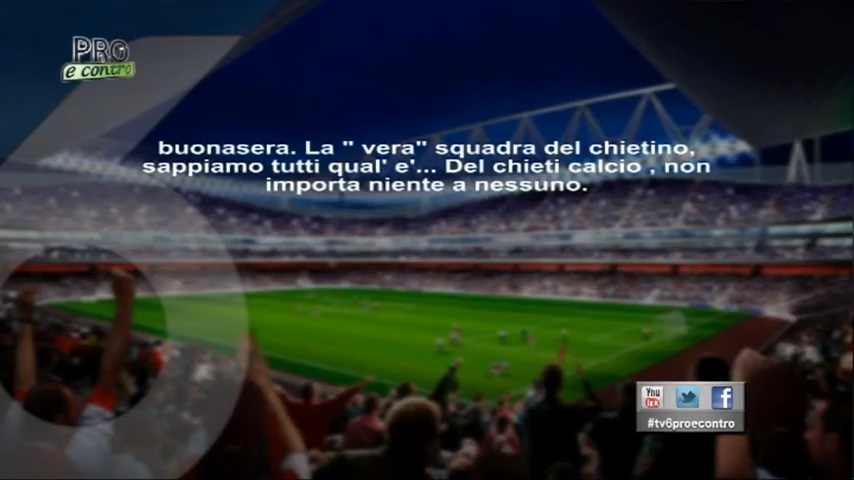 PRO
e contro
buonasera. La " vera" squadra del chietino,
sappiamo tutti qual' e'... Del chieti calcio , non
importa niente a nessuno.
You
#tv6proecontro